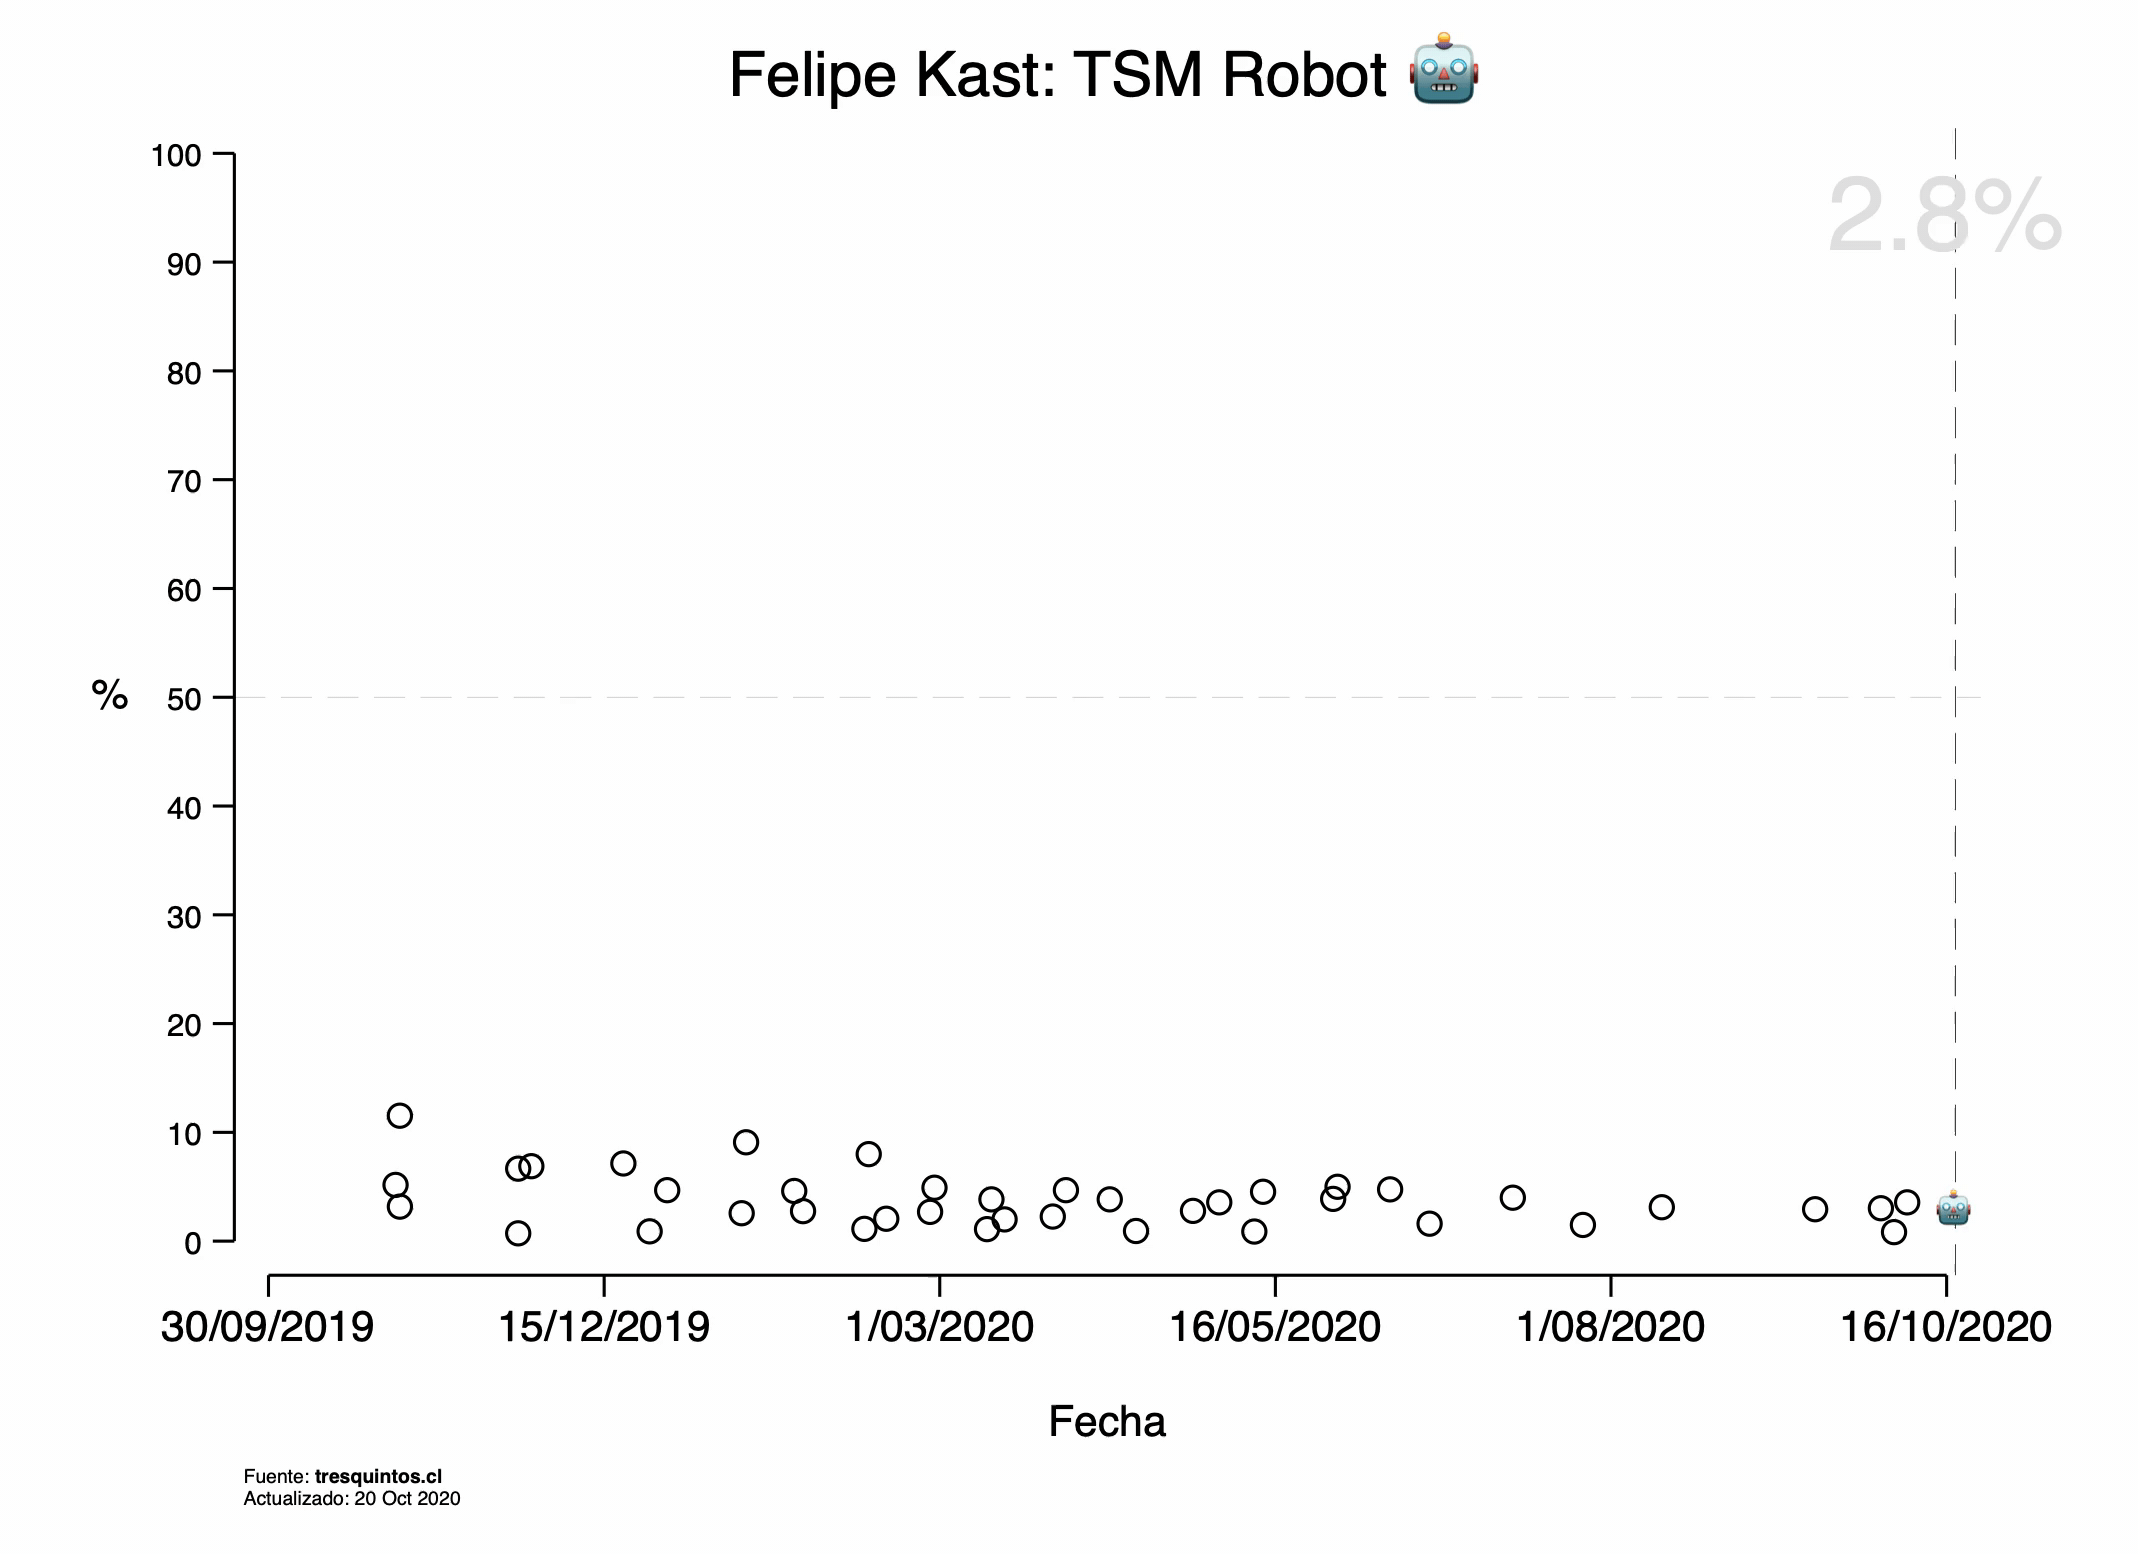 Felipe Kast: TSM Robot 🤖
2.8%
100
90
80
70
60
50
40
30
20
10
0
%
30/09/2019 15/12/2019 1/03/2020 16/05/2020 1/08/2020 16/10/2020
Fecha
Fuente: tresquintos.cl
Actualizado: 20 Oct 2020